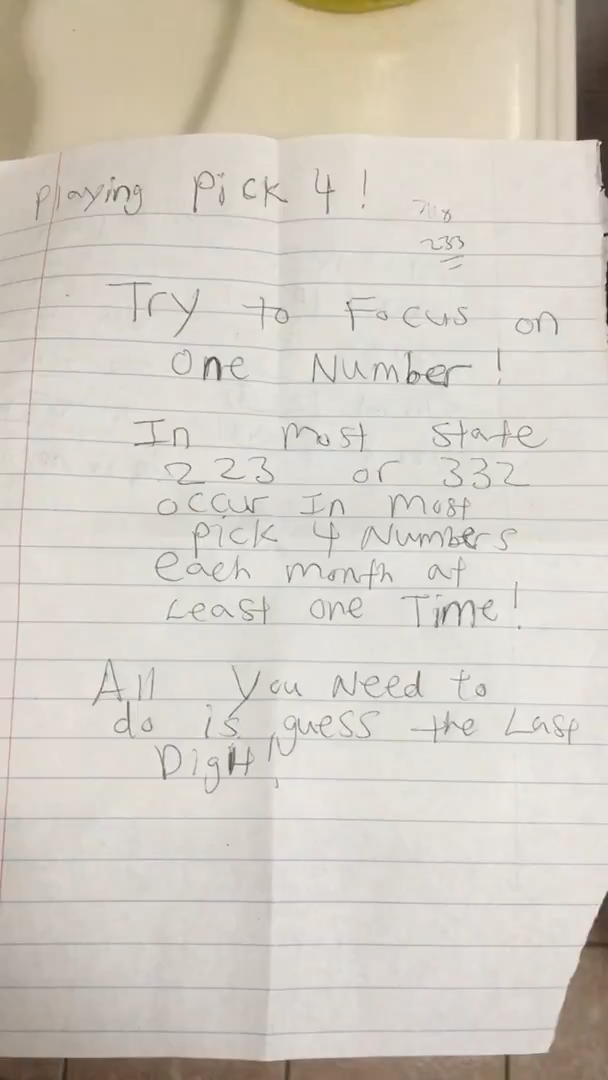 Playing Pick 4!
233
Try to Focus on
One Number!
In most state
223 or 332
occur In most
pick 4 Numbers
each month at
Least one Time!
All you Need to
do is guess the Last
Digit!